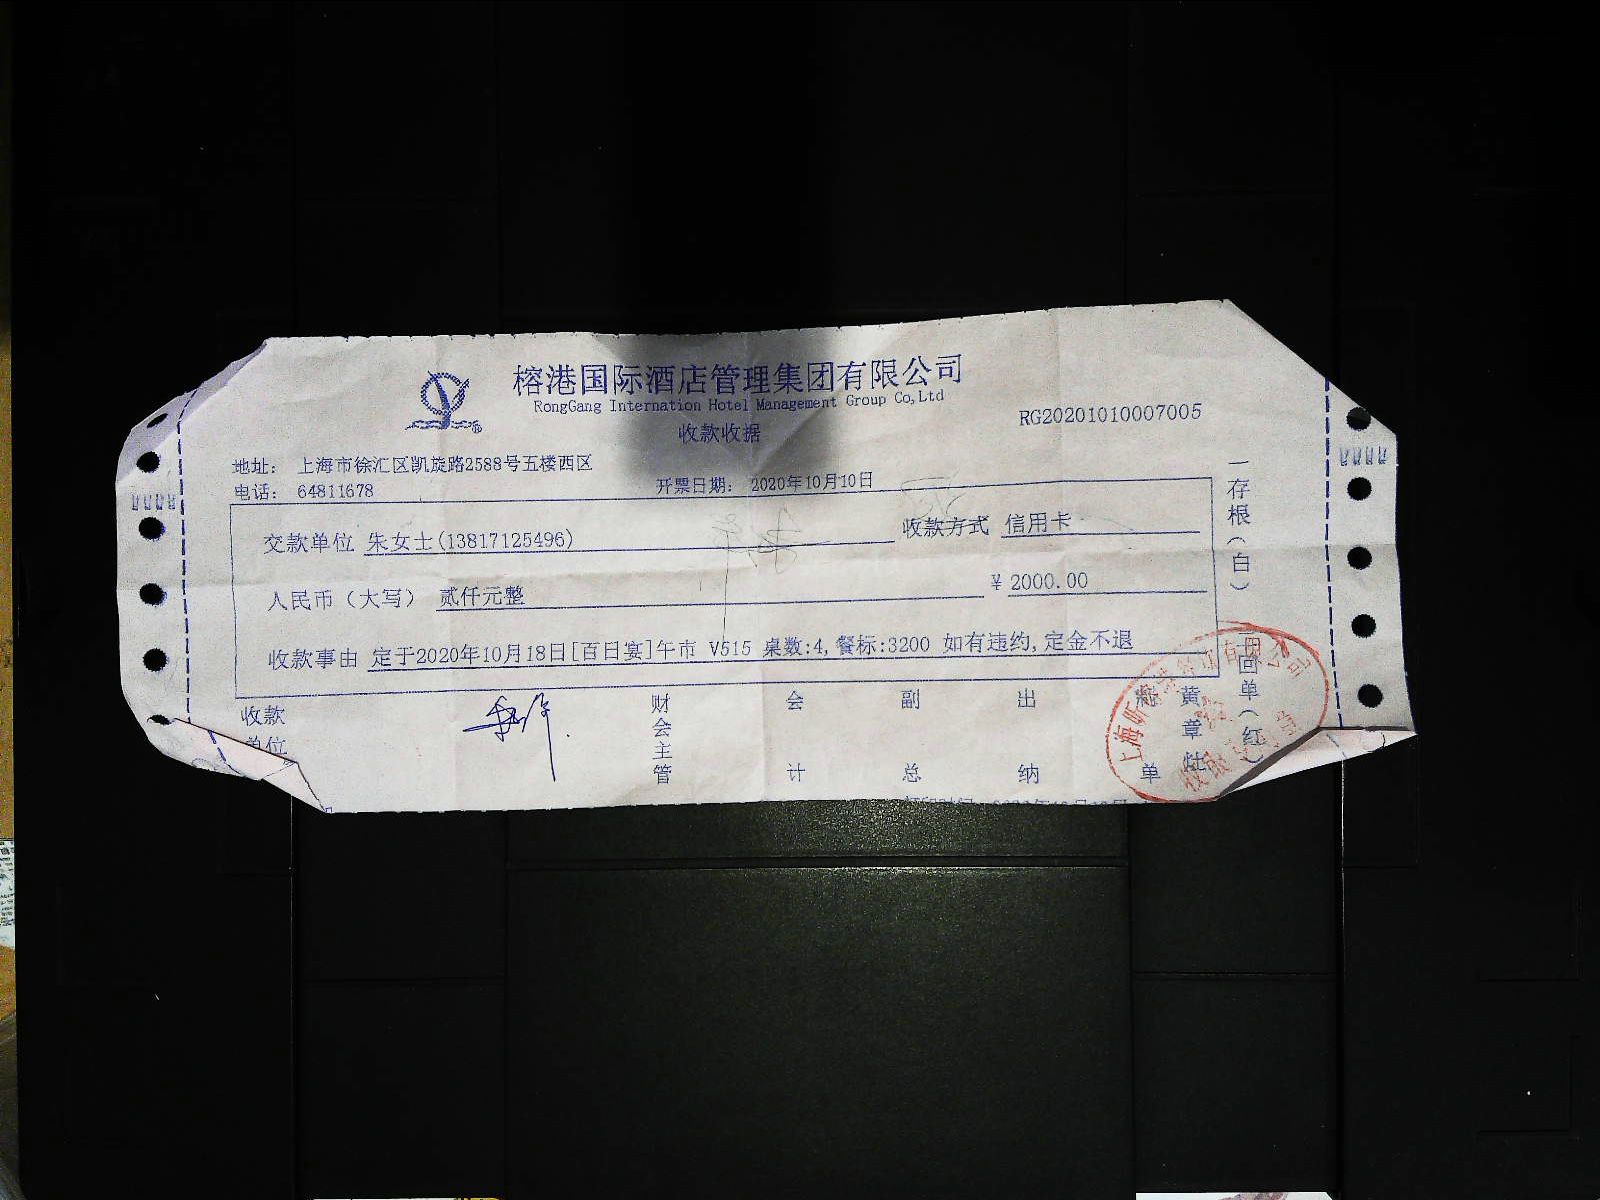 榕港国际酒店管理集团有限公司
RongGang Internation Hotel Management Group Co,Ltd
收款收据
RG20201010007005
地址： 上海市徐汇区凯旋路2588号五楼西区
电话： 64811678
开票日期： 2020年10月10日
交款单位 朱女士(13817125496)
收款方式 信用卡
人民币（大写） 贰仟元整
￥2000.00
收款事由 定于2020年10月18日[百日宴]午市 V515 桌数:4,餐标:3200 如有违约,定金不退
一存根（白）
二回单（红）
收款单位
财会主管
会计
副总
出纳
黄章灶